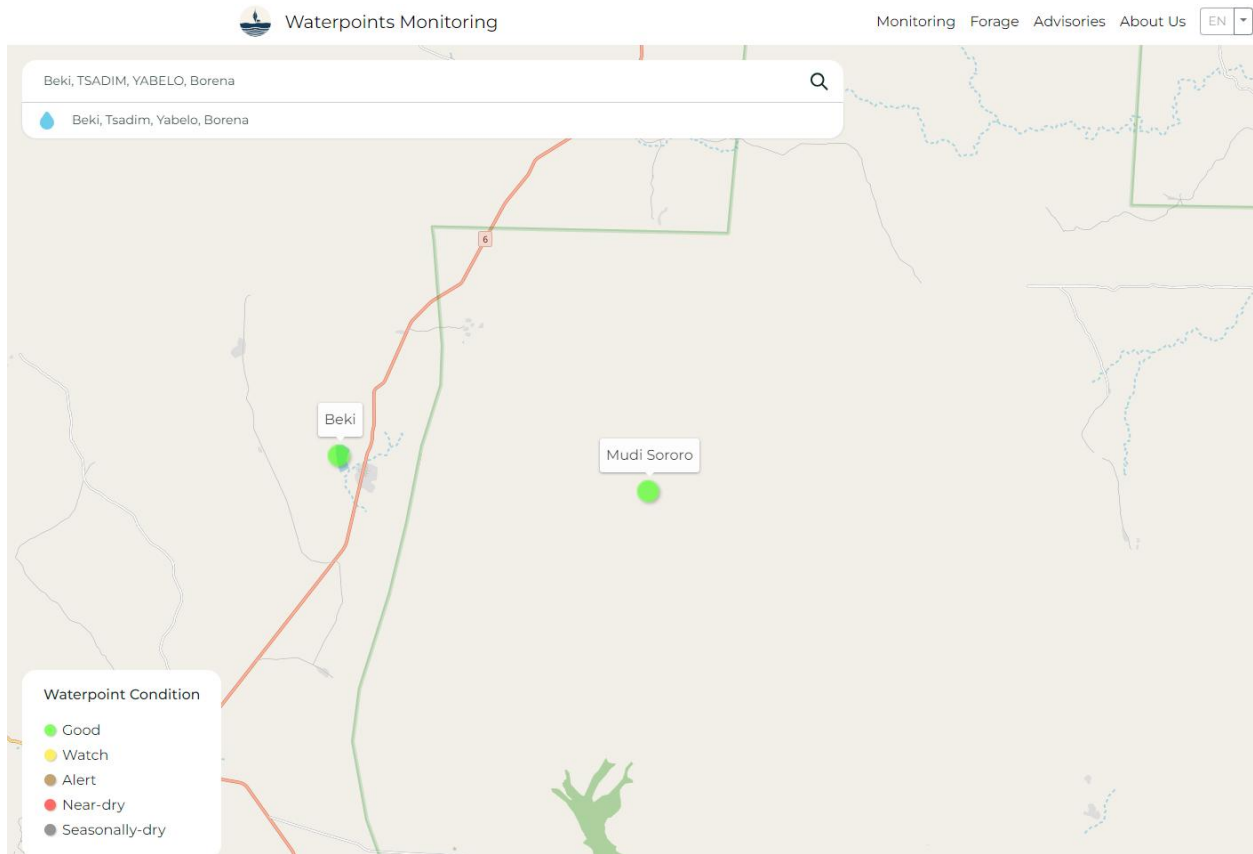 Waterpoints Monitoring
Monitoring Forage Advisories About Us EN
Beki, TSADIM, YABELO, Borena
Beki, Tsadim, Yabelo, Borena
6
Beki
Mudi Sororo
Waterpoint Condition
Good
Watch
Alert
Near-dry
Seasonally-dry